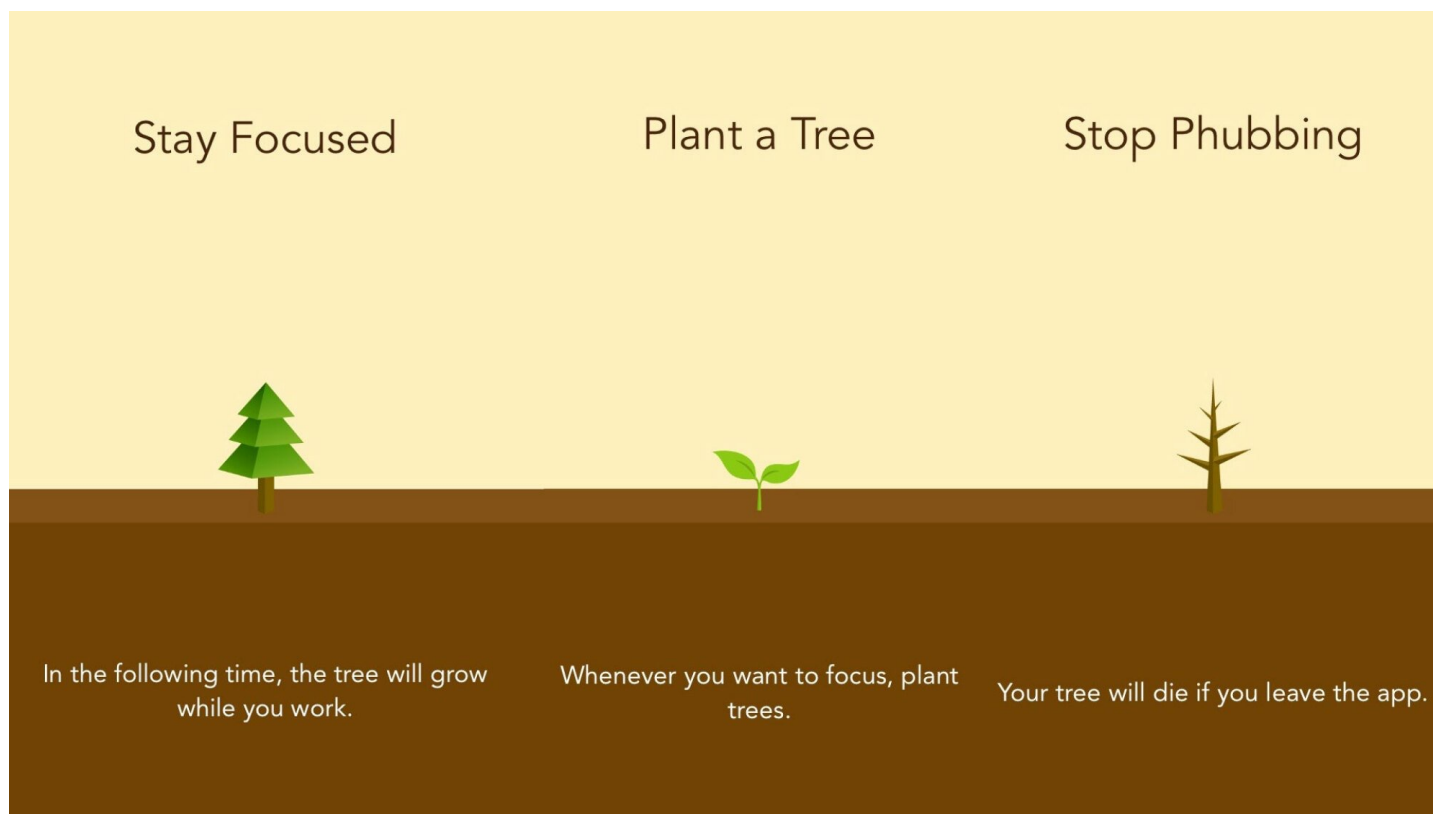 Stay Focused
In the following time, the tree will grow
while you work.
Plant a Tree
Whenever you want to focus, plant
trees.
Stop Phubbing
Your tree will die if you leave the app.